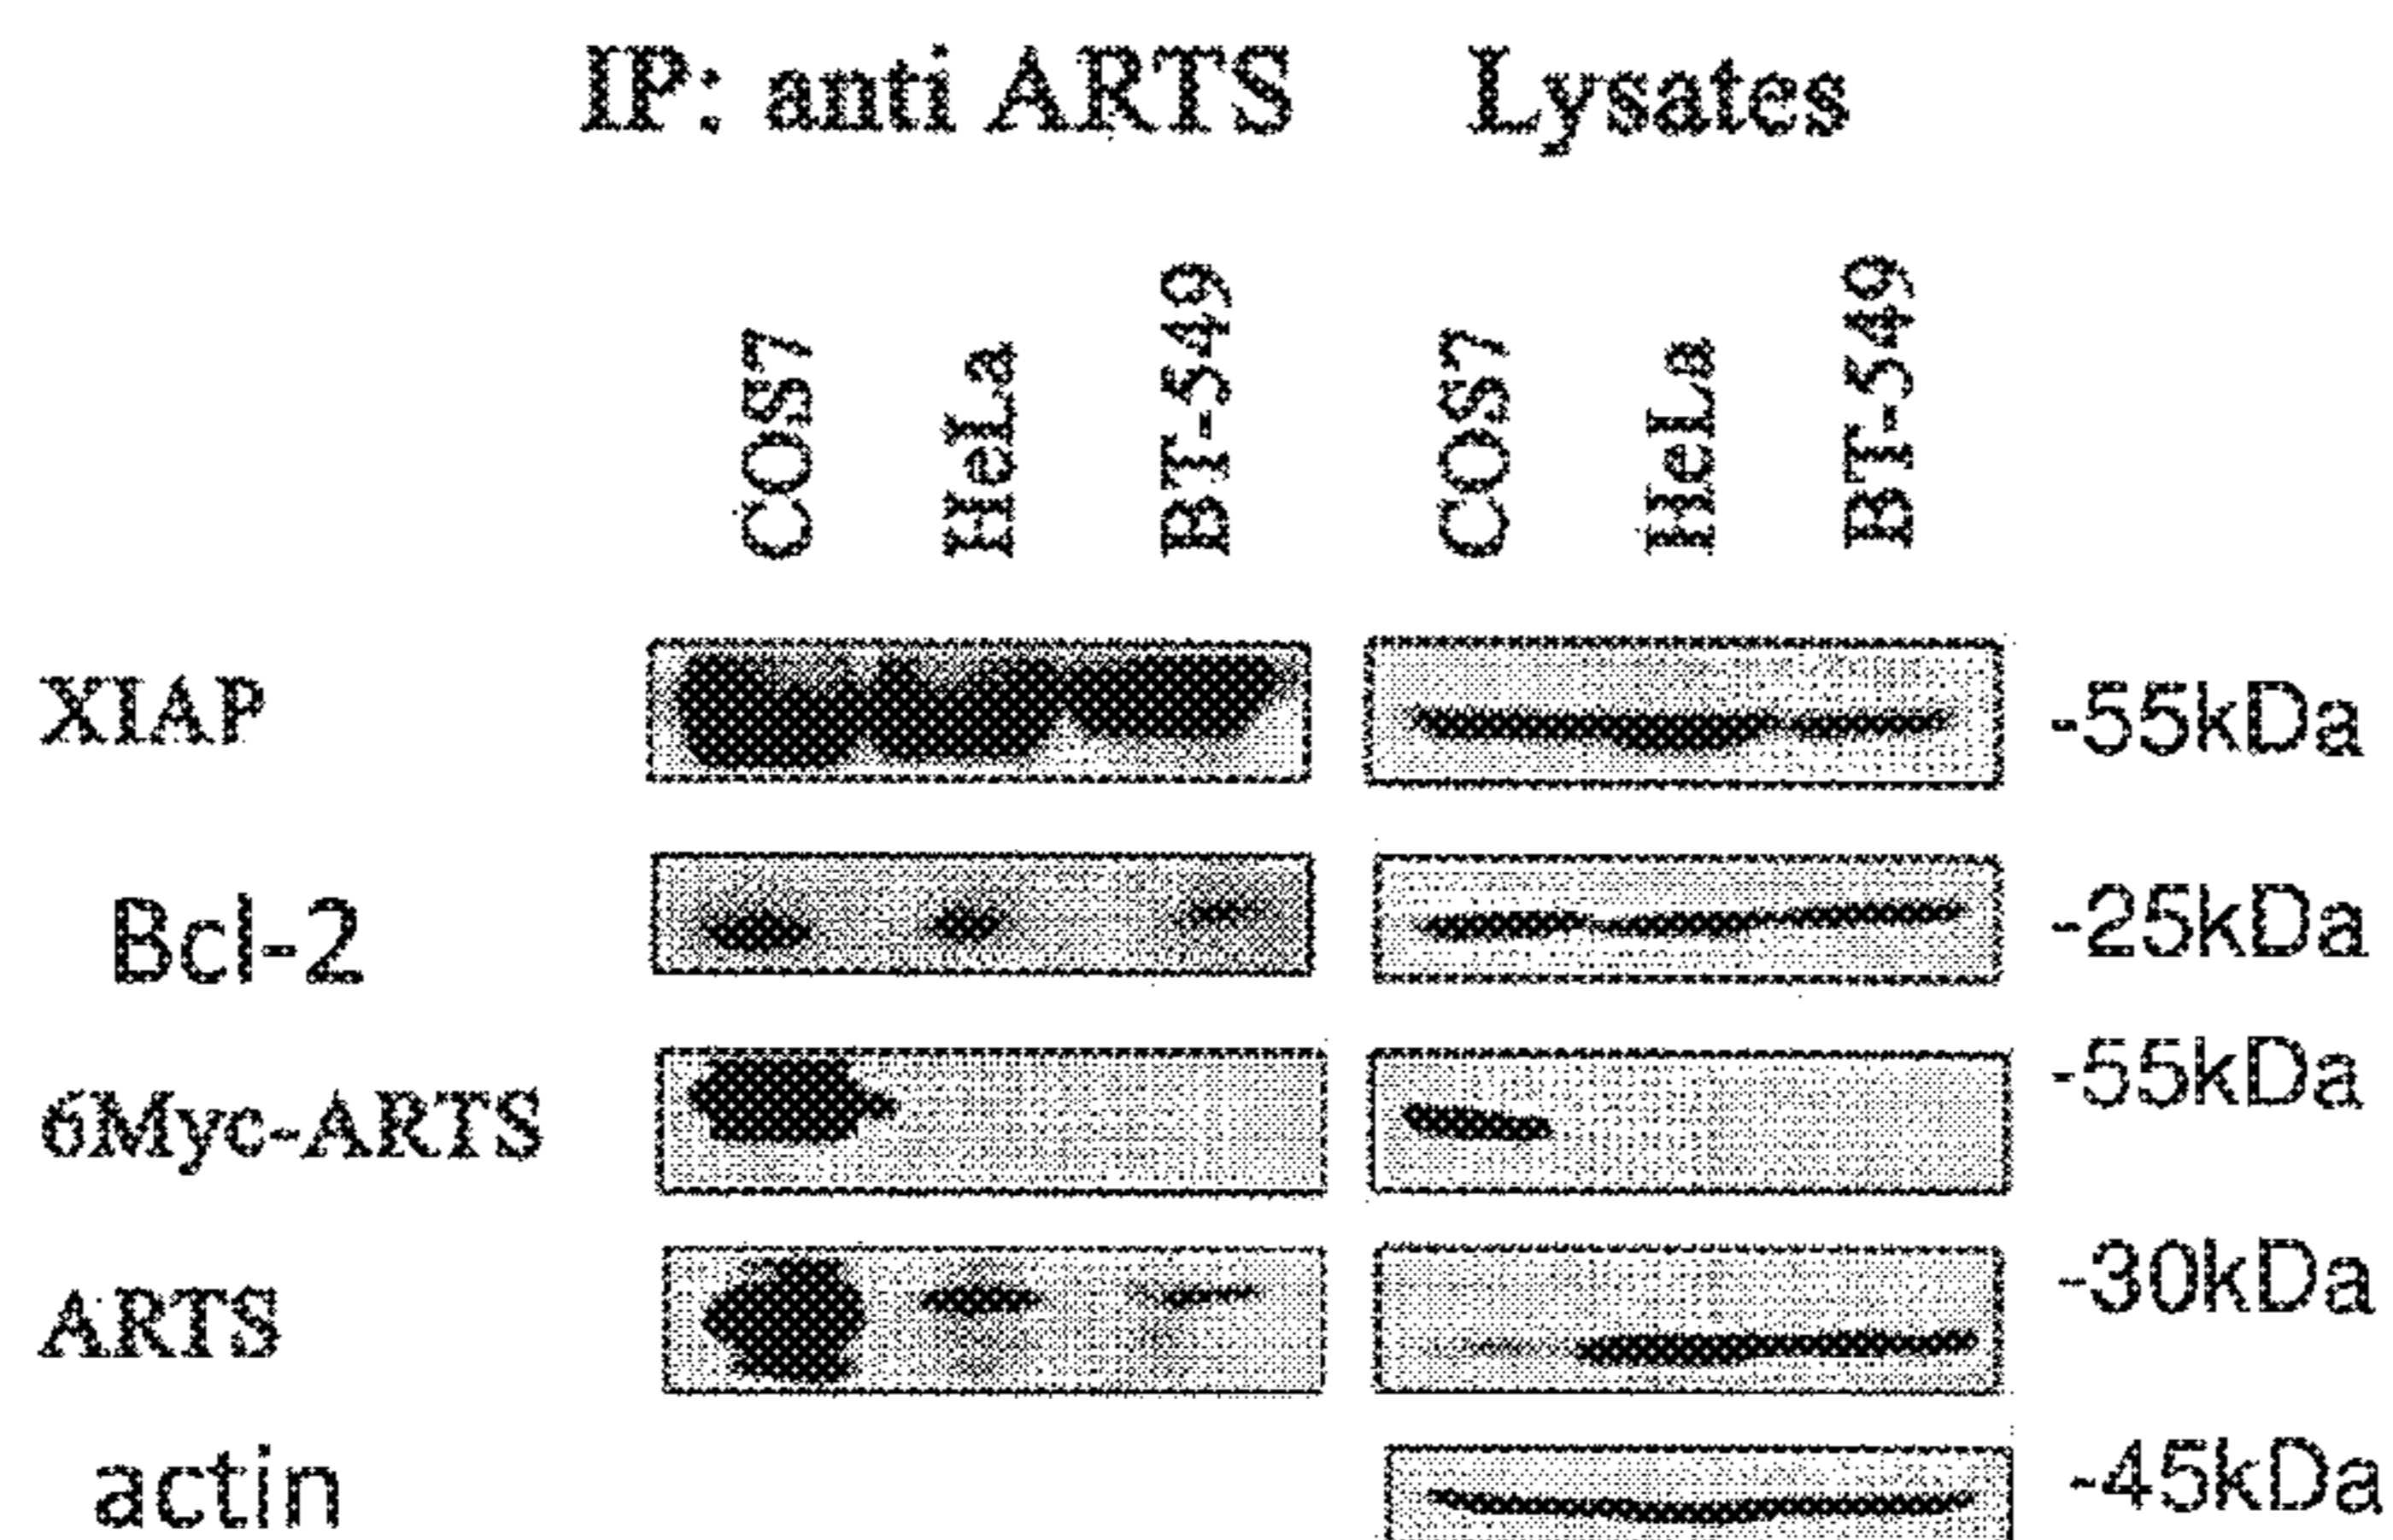 IP: anti ARTS Lysates
COS7 HeLa BT-549 COS7 HeLa BT-549
XIAP -55kDa
Bcl-2 -25kDa
6Myc-ARTS -55kDa
ARTS -30kDa
actin -45kDa